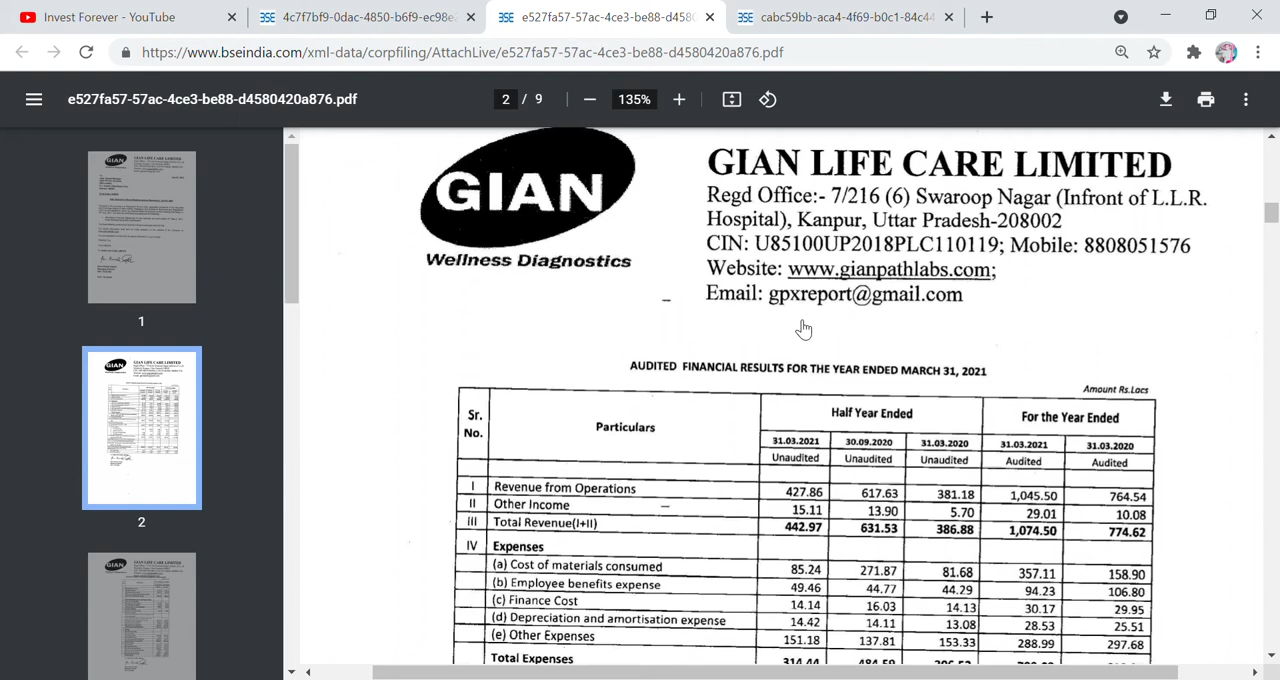 Invest Forever - YouTube
4c7f7bf9-0dac-4850-b6f9-ec98e2
e527fa57-57ac-4ce3-be88-d4580
cabc59bb-aca4-4f69-b0c1-84c44
https://www.bseindia.com/xml-data/corpfiling/AttachLive/e527fa57-57ac-4ce3-be88-d4580420a876.pdf
e527fa57-57ac-4ce3-be88-d4580420a876.pdf
2 / 9
135%
1
2
GIAN
Wellness Diagnostics
GIAN LIFE CARE LIMITED
Regd Office:- 7/216 (6) Swaroop Nagar (Infront of L.L.R.
Hospital), Kanpur, Uttar Pradesh-208002
CIN: U85100UP2018PLC110119; Mobile: 8808051576
Website: www.gianpathlabs.com;
Email: gpxreport@gmail.com
AUDITED FINANCIAL RESULTS FOR THE YEAR ENDED MARCH 31, 2021
Amount Rs.Lacs
Sr. No. Particulars Half Year Ended For the Year Ended
31.03.2021 30.09.2020 31.03.2020 31.03.2021 31.03.2020
Unaudited Unaudited Unaudited Audited Audited
I Revenue from Operations 427.86 617.63 381.18 1,045.50 764.54
II Other Income 15.11 13.90 5.70 29.01 10.08
III Total Revenue(I+II) 442.97 631.53 386.88 1,074.50 774.62
IV Expenses
(a) Cost of materials consumed 85.24 271.87 81.68 357.11 158.90
(b) Employee benefits expense 49.46 44.77 44.29 94.23 106.80
(c) Finance Cost 14.14 16.03 14.13 30.17 29.95
(d) Depreciation and amortisation expense 14.42 14.11 13.08 28.53 25.51
(e) Other Expenses 151.18 137.81 153.33 288.99 297.68
Total Expenses 314.44 484.59